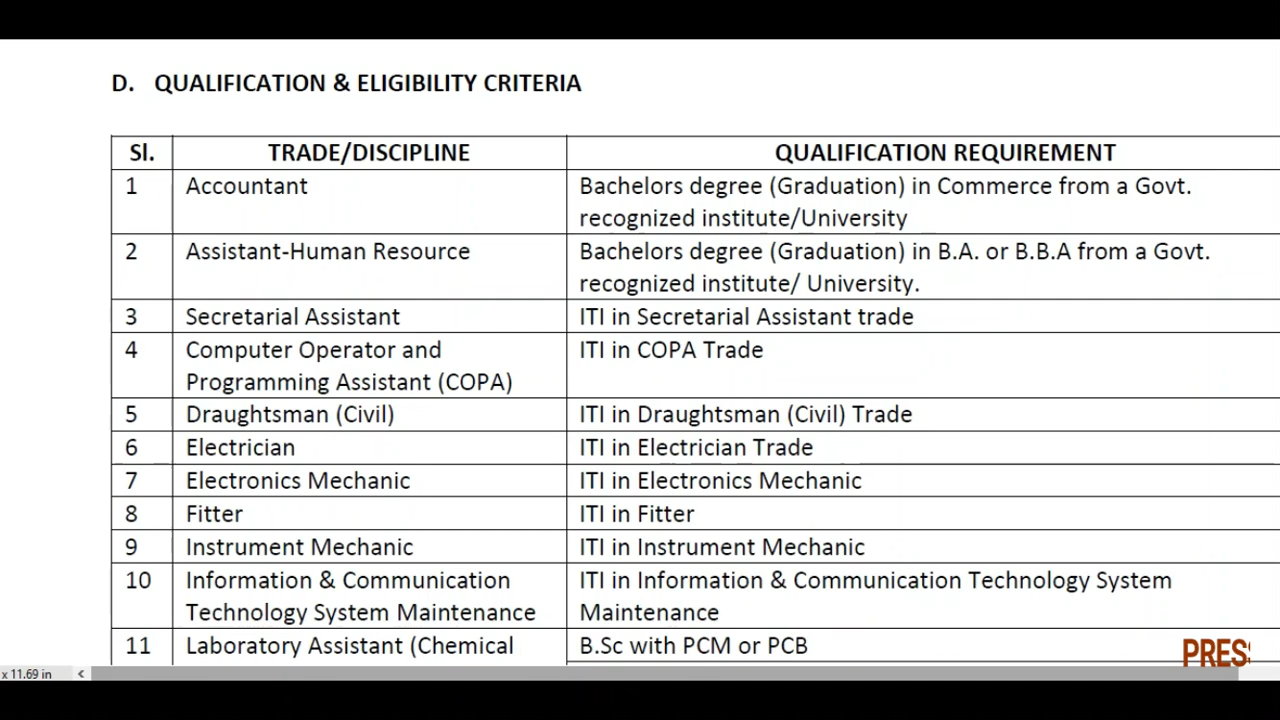 D. QUALIFICATION & ELIGIBILITY CRITERIA
Sl. TRADE/DISCIPLINE QUALIFICATION REQUIREMENT
1 Accountant Bachelors degree (Graduation) in Commerce from a Govt.
recognized institute/University
2 Assistant-Human Resource Bachelors degree (Graduation) in B.A. or B.B.A from a Govt.
recognized institute/ University.
3 Secretarial Assistant ITI in Secretarial Assistant trade
4 Computer Operator and ITI in COPA Trade
Programming Assistant (COPA)
5 Draughtsman (Civil) ITI in Draughtsman (Civil) Trade
6 Electrician ITI in Electrician Trade
7 Electronics Mechanic ITI in Electronics Mechanic
8 Fitter ITI in Fitter
9 Instrument Mechanic ITI in Instrument Mechanic
10 Information & Communication ITI in Information & Communication Technology System
Technology System Maintenance Maintenance
11 Laboratory Assistant (Chemical B.Sc with PCM or PCB
PRES
x 11.69 in